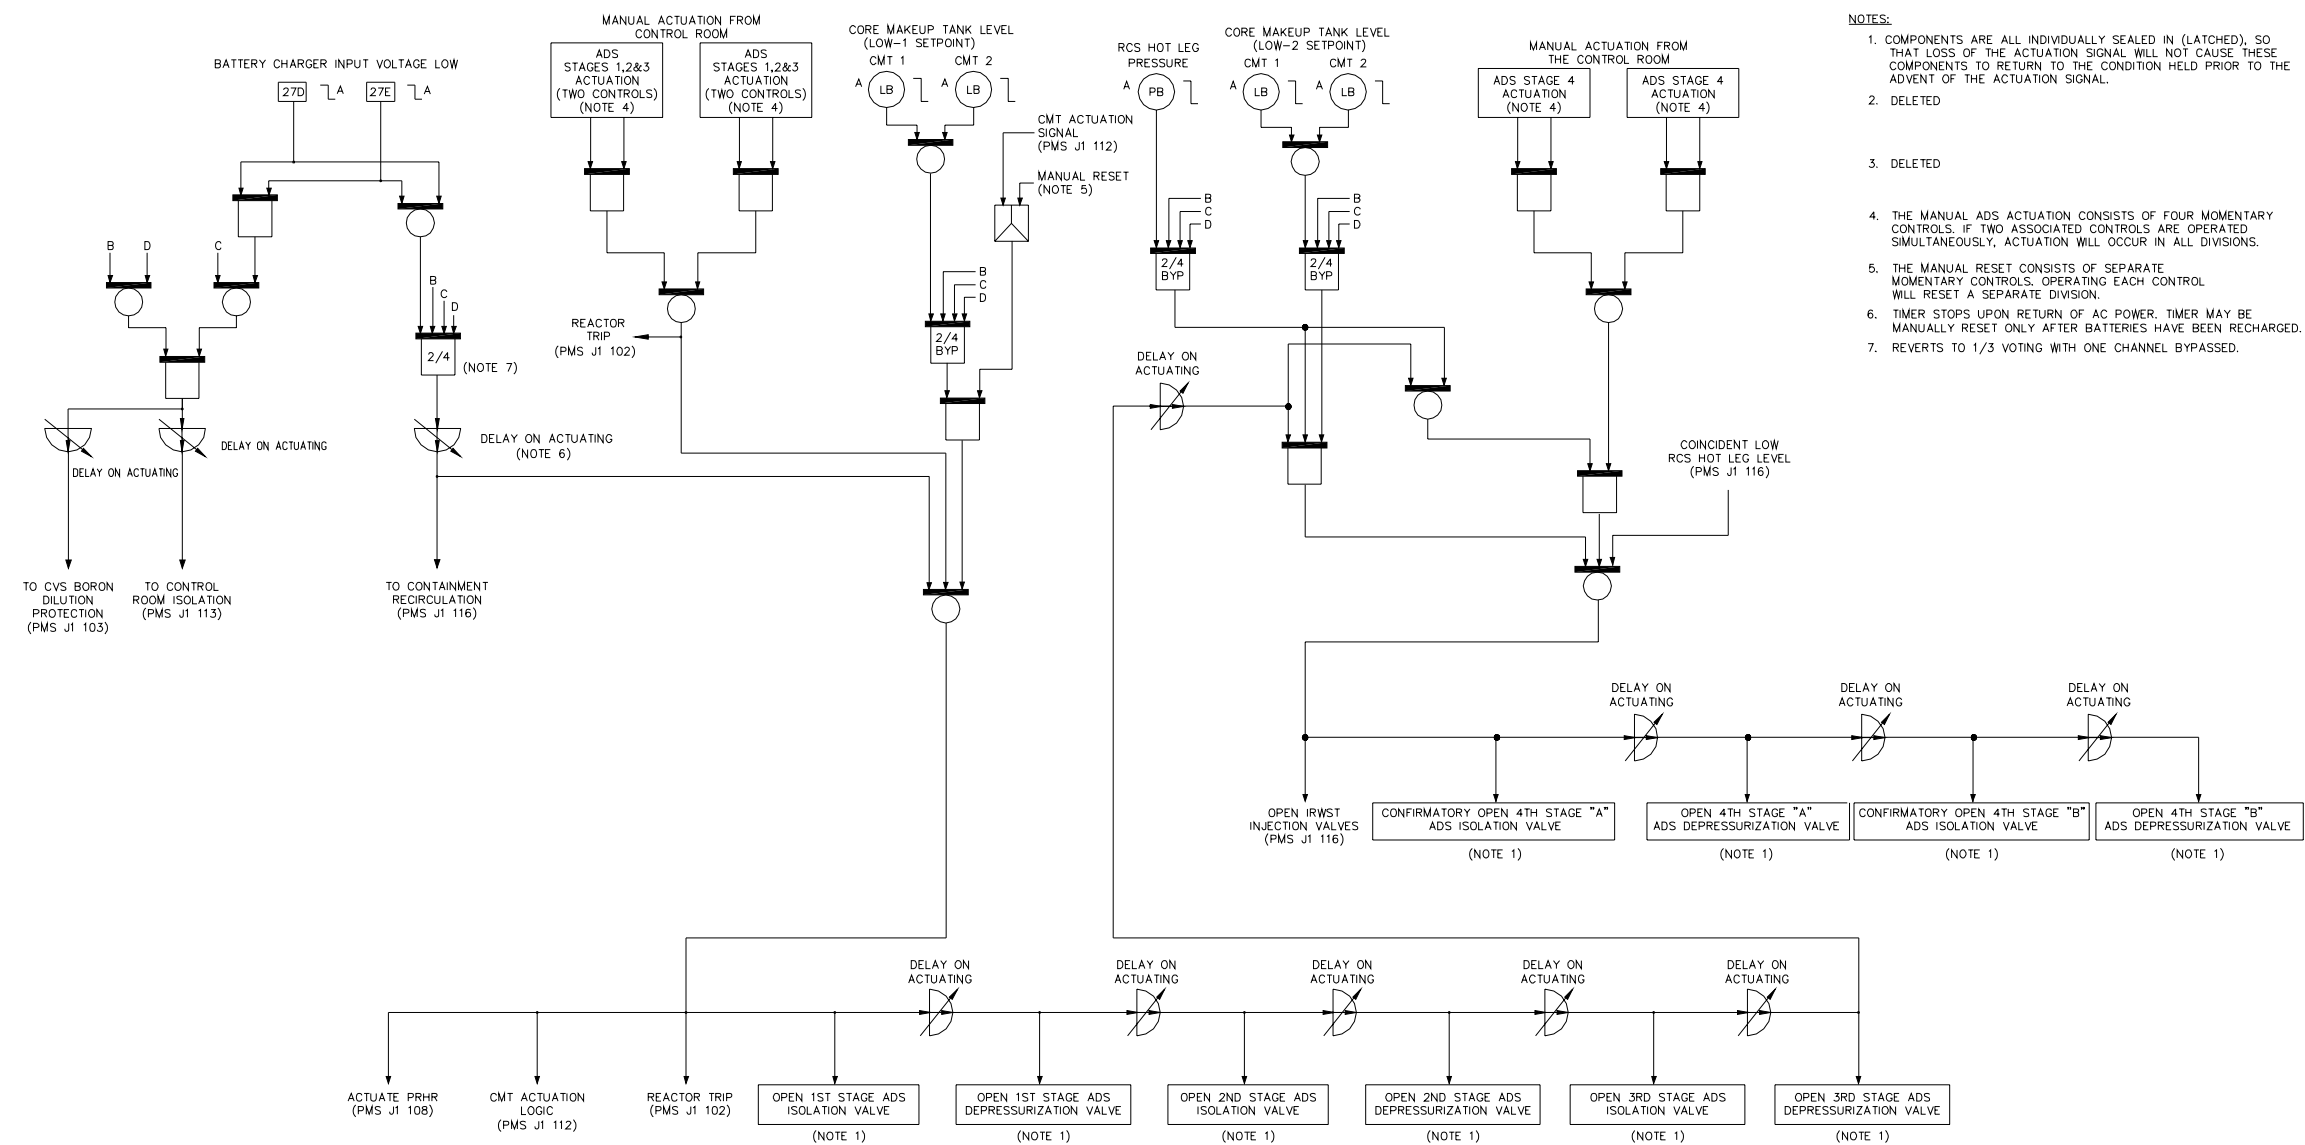 BATTERY CHARGER INPUT VOLTAGE LOW
27D
A
27E
A
B
D
C
B
C
D
2/4
(NOTE 7)
DELAY ON ACTUATING
DELAY ON ACTUATING
DELAY ON ACTUATING
(NOTE 6)
TO CVS BORON
DILUTION
PROTECTION
(PMS J1 103)
TO CONTROL
ROOM ISOLATION
(PMS J1 113)
TO CONTAINMENT
RECIRCULATION
(PMS J1 116)
MANUAL ACTUATION FROM
CONTROL ROOM
ADS
STAGES 1,2&3
ACTUATION
(TWO CONTROLS)
(NOTE 4)
ADS
STAGES 1,2&3
ACTUATION
(TWO CONTROLS)
(NOTE 4)
REACTOR
TRIP
(PMS J1 102)
CORE MAKEUP TANK LEVEL
(LOW-1 SETPOINT)
CMT 1
CMT 2
A
LB
A
LB
CMT ACTUATION
SIGNAL
(PMS J1 112)
MANUAL RESET
(NOTE 5)
B
C
D
2/4
BYP
RCS HOT LEG
PRESSURE
A
PB
B
C
D
2/4
BYP
CORE MAKEUP TANK LEVEL
(LOW-2 SETPOINT)
CMT 1
CMT 2
A
LB
A
LB
B
C
D
2/4
BYP
DELAY ON
ACTUATING
MANUAL ACTUATION FROM
THE CONTROL ROOM
ADS STAGE 4
ACTUATION
(NOTE 4)
ADS STAGE 4
ACTUATION
(NOTE 4)
COINCIDENT LOW
RCS HOT LEG LEVEL
(PMS J1 116)
NOTES:
1. COMPONENTS ARE ALL INDIVIDUALLY SEALED IN (LATCHED), SO
THAT LOSS OF THE ACTUATION SIGNAL WILL NOT CAUSE THESE
COMPONENTS TO RETURN TO THE CONDITION HELD PRIOR TO THE
ADVENT OF THE ACTUATION SIGNAL.
2. DELETED
3. DELETED
4. THE MANUAL ADS ACTUATION CONSISTS OF FOUR MOMENTARY
CONTROLS. IF TWO ASSOCIATED CONTROLS ARE OPERATED
SIMULTANEOUSLY, ACTUATION WILL OCCUR IN ALL DIVISIONS.
5. THE MANUAL RESET CONSISTS OF SEPARATE
MOMENTARY CONTROLS. OPERATING EACH CONTROL
WILL RESET A SEPARATE DIVISION.
6. TIMER STOPS UPON RETURN OF AC POWER. TIMER MAY BE
MANUALLY RESET ONLY AFTER BATTERIES HAVE BEEN RECHARGED.
7. REVERTS TO 1/3 VOTING WITH ONE CHANNEL BYPASSED.
DELAY ON
ACTUATING
DELAY ON
ACTUATING
DELAY ON
ACTUATING
OPEN IRWST
INJECTION VALVES
(PMS J1 116)
CONFIRMATORY OPEN 4TH STAGE "A"
ADS ISOLATION VALVE
(NOTE 1)
OPEN 4TH STAGE "A"
ADS DEPRESSURIZATION VALVE
(NOTE 1)
CONFIRMATORY OPEN 4TH STAGE "B"
ADS ISOLATION VALVE
(NOTE 1)
OPEN 4TH STAGE "B"
ADS DEPRESSURIZATION VALVE
(NOTE 1)
DELAY ON
ACTUATING
DELAY ON
ACTUATING
DELAY ON
ACTUATING
DELAY ON
ACTUATING
DELAY ON
ACTUATING
ACTUATE PRHR
(PMS J1 108)
CMT ACTUATION
LOGIC
(PMS J1 112)
REACTOR TRIP
(PMS J1 102)
OPEN 1ST STAGE ADS
ISOLATION VALVE
(NOTE 1)
OPEN 1ST STAGE ADS
DEPRESSURIZATION VALVE
(NOTE 1)
OPEN 2ND STAGE ADS
ISOLATION VALVE
(NOTE 1)
OPEN 2ND STAGE ADS
DEPRESSURIZATION VALVE
(NOTE 1)
OPEN 3RD STAGE ADS
ISOLATION VALVE
(NOTE 1)
OPEN 3RD STAGE ADS
DEPRESSURIZATION VALVE
(NOTE 1)